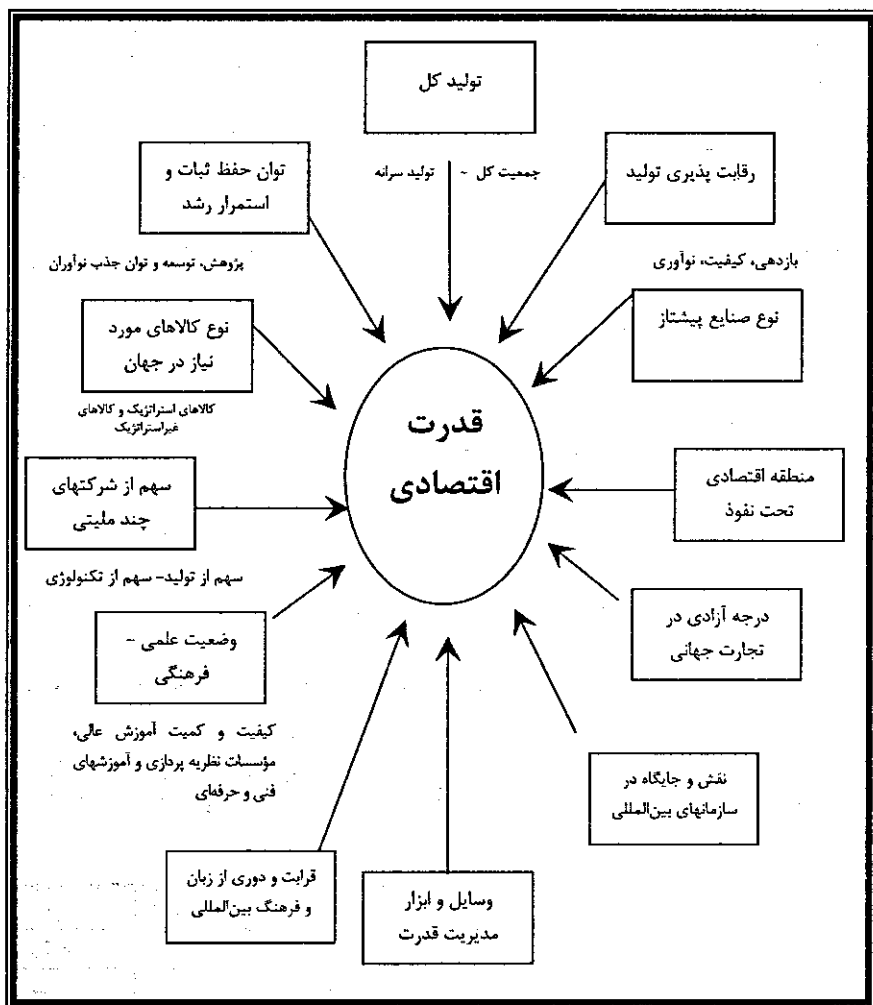 تولید کل
جمعیت کل ~ تولید سرانه
رقابت پذیری تولید
بازدهی، کیفیت، نوآوری
نوع صنایع پیشتاز
منطقه اقتصادی
تحت نفوذ
درجه آزادی در
تجارت جهانی
نقش و جایگاه در
سازمانهای بین‌المللی
وسایل و ابزار
مدیریت قدرت
قرابت و دوری از زبان
و فرهنگ بین‌المللی
وضعیت علمی ~
فرهنگی
کیفیت و کمیت آموزش عالی،
مؤسسات نظریه پردازی و آموزشهای
فنی و حرفه‌ای
سهم از شرکتهای
چند ملیتی
سهم از تولید- سهم از تکنولوژی
نوع کالاهای مورد
نیاز در جهان
کالاهای استراتژیک و کالاهای
غیراستراتژیک
توان حفظ ثبات و
استمرار رشد
پژوهش، توسعه و توان جذب نوآوران
قدرت
اقتصادی